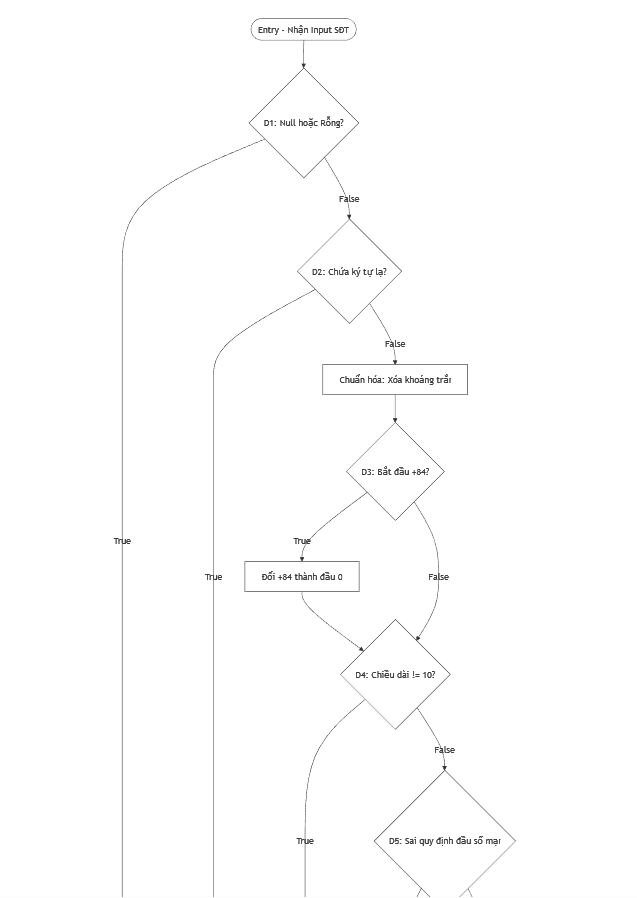 Entry - Nhận Input SĐT
D1: Null hoặc Rỗng?
False
D2: Chứa ký tự lạ?
False
Chuẩn hóa: Xóa khoảng
D3: Bắt đầu +84?
True
True
True
Đổi +84 thành đầu 0
False
D4: Chiều dài != 10?
False
True
D5: Sai quy định đầu số